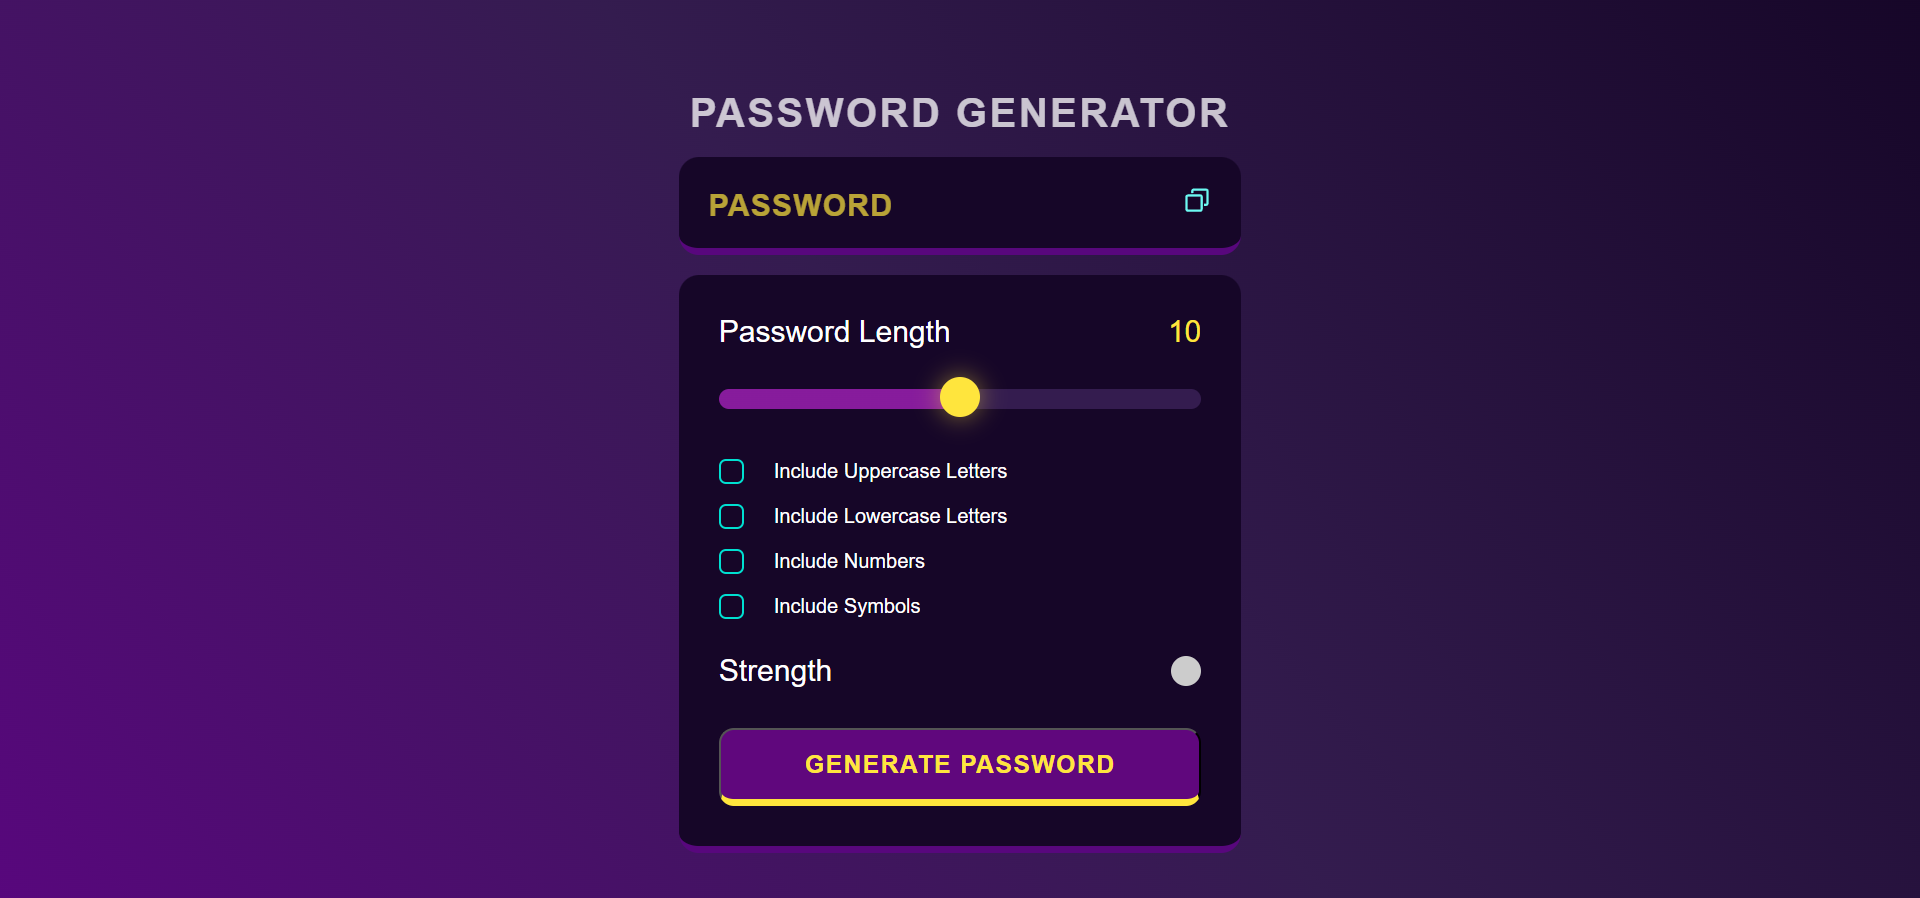 PASSWORD GENERATOR
PASSWORD
Password Length 10
Include Uppercase Letters
Include Lowercase Letters
Include Numbers
Include Symbols
Strength
GENERATE PASSWORD